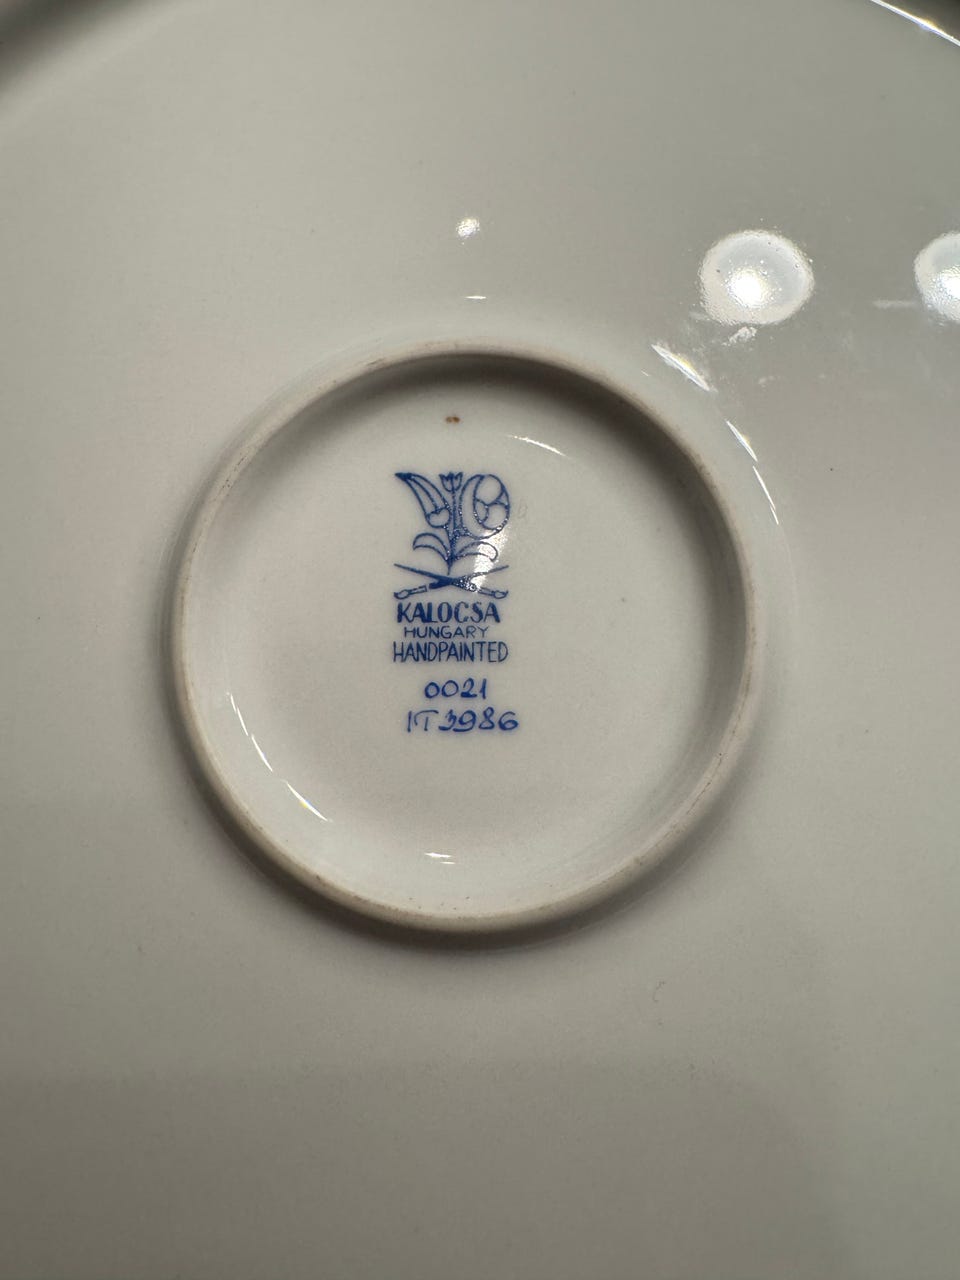 KALOCSA
HUNGARY
HANDPAINTED
0021
IT3986